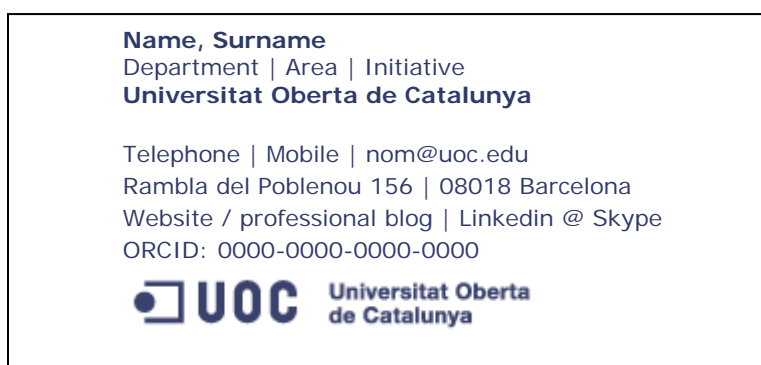 Name, Surname
Department | Area | Initiative
Universitat Oberta de Catalunya
Telephone | Mobile | nom@uoc.edu
Rambla del Poblenou 156 | 08018 Barcelona
Website / professional blog | Linkedin @ Skype
ORCID: 0000-0000-0000-0000
UOC Universitat Oberta
de Catalunya